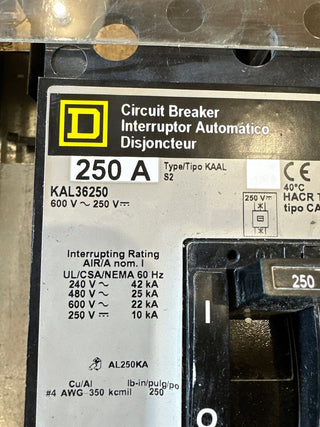 D
Circuit Breaker
Interruptor Automático
Disjoncteur
250 A
Type/Tipo KAAL
S2
CE
KAL36250
600 V ~ 250 V⎓
40°C
HACR T
tipo CA
250 V⎓
Interrupting Rating
AIR/A nom. I
UL/CSA/NEMA 60 Hz
240 V ~ 42 kA
480 V ~ 25 kA
600 V ~ 22 kA
250 V ⎓ 10 kA
250
I
AL250KA
Cu/Al lb-in/pulg/po
#4 AWG-350 kcmil 250
O